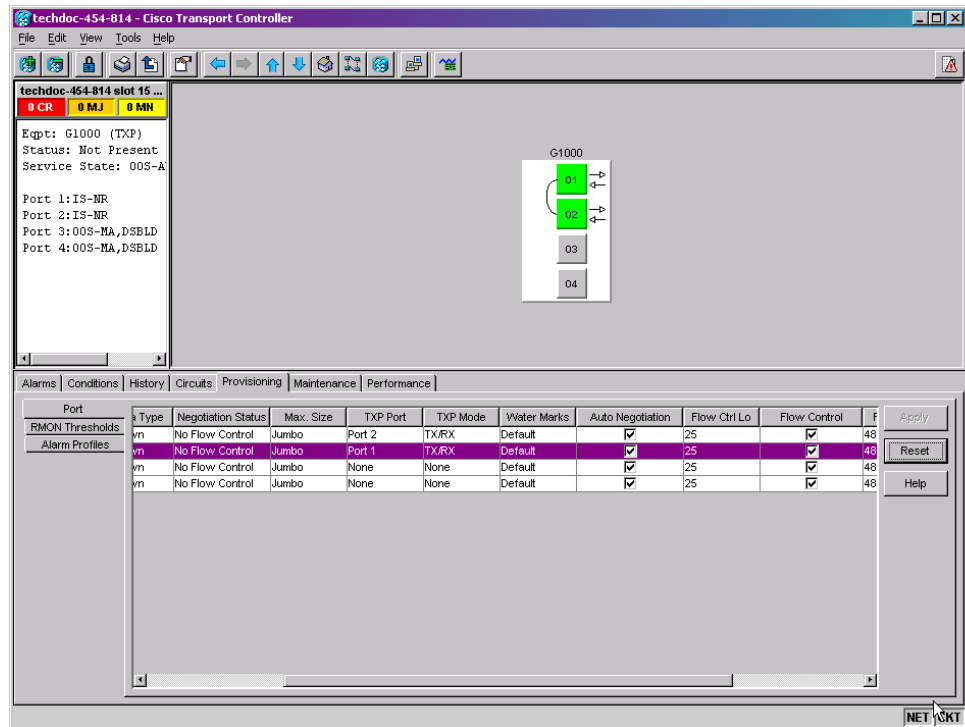 techdoc-454-814 - Cisco Transport Controller
File Edit View Tools Help
techdoc-454-814 slot 15 ...
0 CR 0 MJ 0 MN
Eqpt: G1000 (TXP)
Status: Not Present
Service State: OOS-A
Port 1:IS-NR
Port 2:IS-NR
Port 3:OOS-MA,DSBLD
Port 4:OOS-MA,DSBLD
G1000
01
02
03
04
Alarms Conditions History Circuits Provisioning Maintenance Performance
Port
RMON Thresholds
Alarm Profiles
Type Negotiation Status Max. Size TXP Port TXP Mode Water Marks Auto Negotiation Flow Ctrl Lo Flow Control
vn No Flow Control Jumbo Port 2 TX/RX Default 25 48
vn No Flow Control Jumbo Port 1 TX/RX Default 25 48
vn No Flow Control Jumbo None None Default 25 48
vn No Flow Control Jumbo None None Default 25 48
Apply
Reset
Help
NET CKT